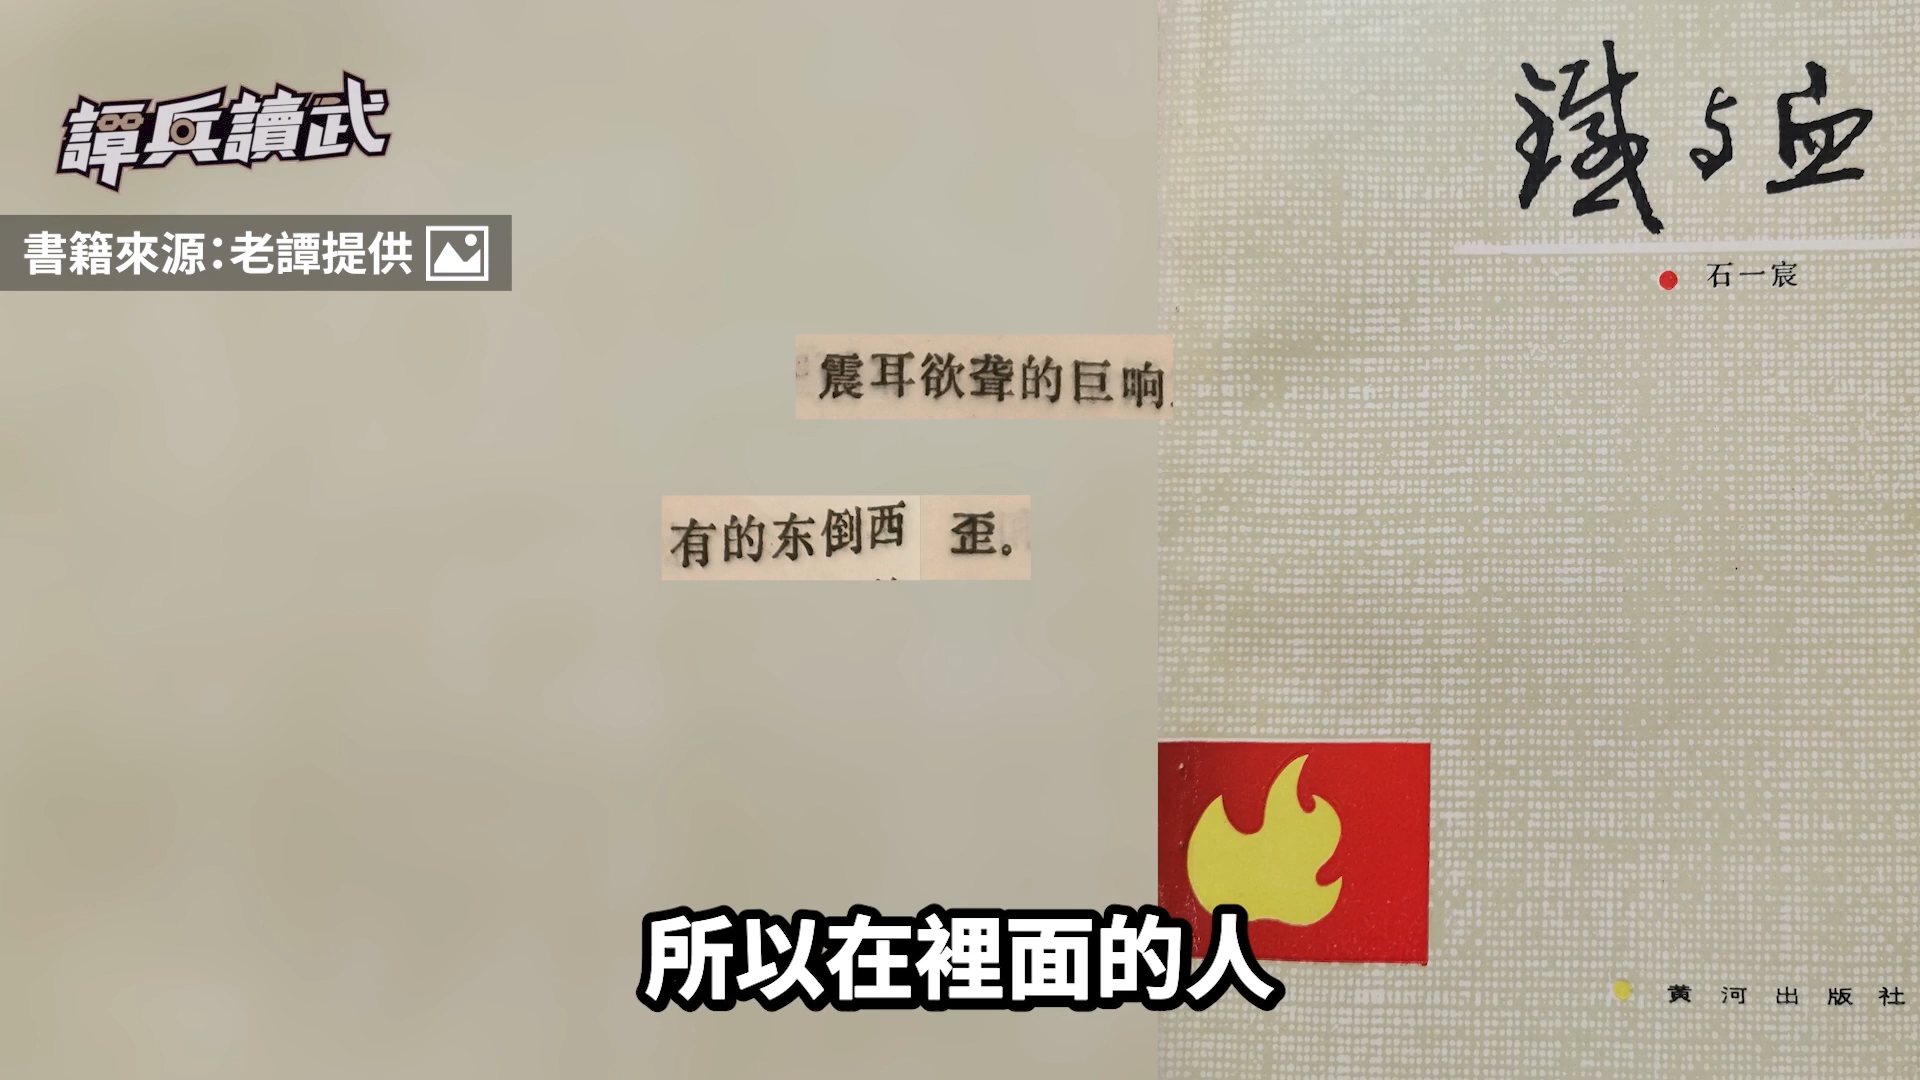 譚兵讀武
書籍來源：老譚提供
鐵与血
石一宸
震耳欲聋的巨响
有的东倒西歪。
所以在裡面的人
黄河出版社